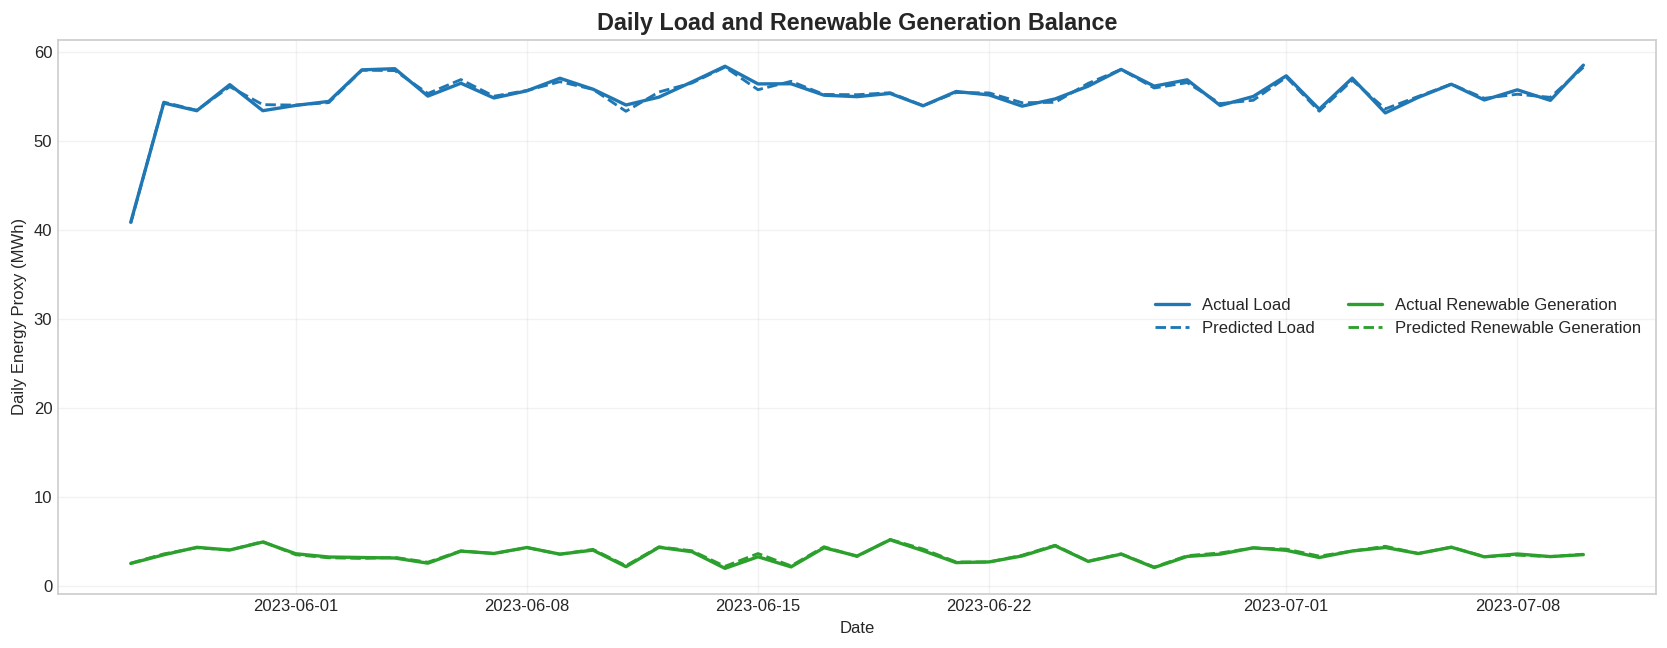 Daily Load and Renewable Generation Balance
Daily Energy Proxy (MWh)
60
50
40
30
20
10
0
Actual Load
Predicted Load
Actual Renewable Generation
Predicted Renewable Generation
2023-06-01 2023-06-08 2023-06-15 2023-06-22 2023-07-01 2023-07-08
Date